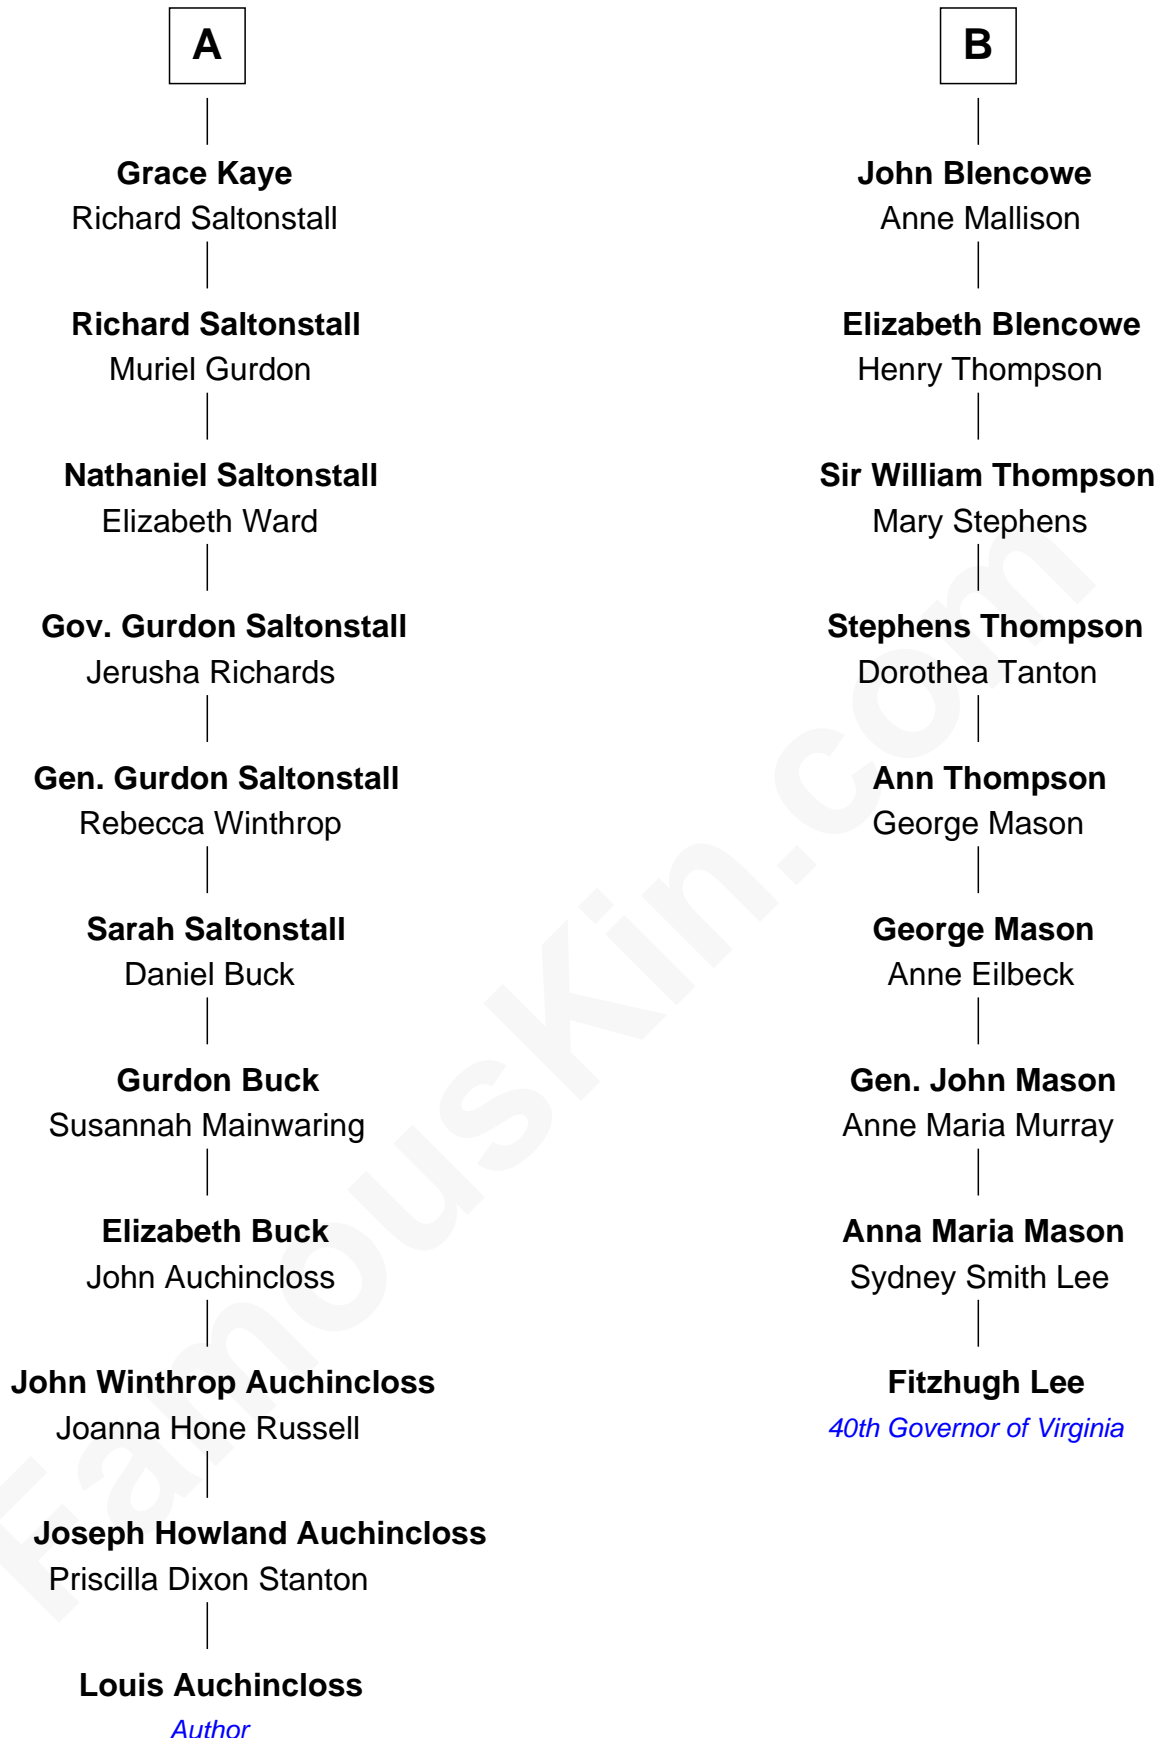 A
Grace Kaye
Richard Saltonstall
Richard Saltonstall
Muriel Gurdon
Nathaniel Saltonstall
Elizabeth Ward
Gov. Gurdon Saltonstall
Jerusha Richards
Gen. Gurdon Saltonstall
Rebecca Winthrop
Sarah Saltonstall
Daniel Buck
Gurdon Buck
Susannah Mainwaring
Elizabeth Buck
John Auchincloss
John Winthrop Auchincloss
Joanna Hone Russell
Joseph Howland Auchincloss
Priscilla Dixon Stanton
Louis Auchincloss
Author
B
John Blencowe
Anne Mallison
Elizabeth Blencowe
Henry Thompson
Sir William Thompson
Mary Stephens
Stephens Thompson
Dorothea Tanton
Ann Thompson
George Mason
George Mason
Anne Eilbeck
Gen. John Mason
Anne Maria Murray
Anna Maria Mason
Sydney Smith Lee
Fitzhugh Lee
40th Governor of Virginia
FamousKin.com